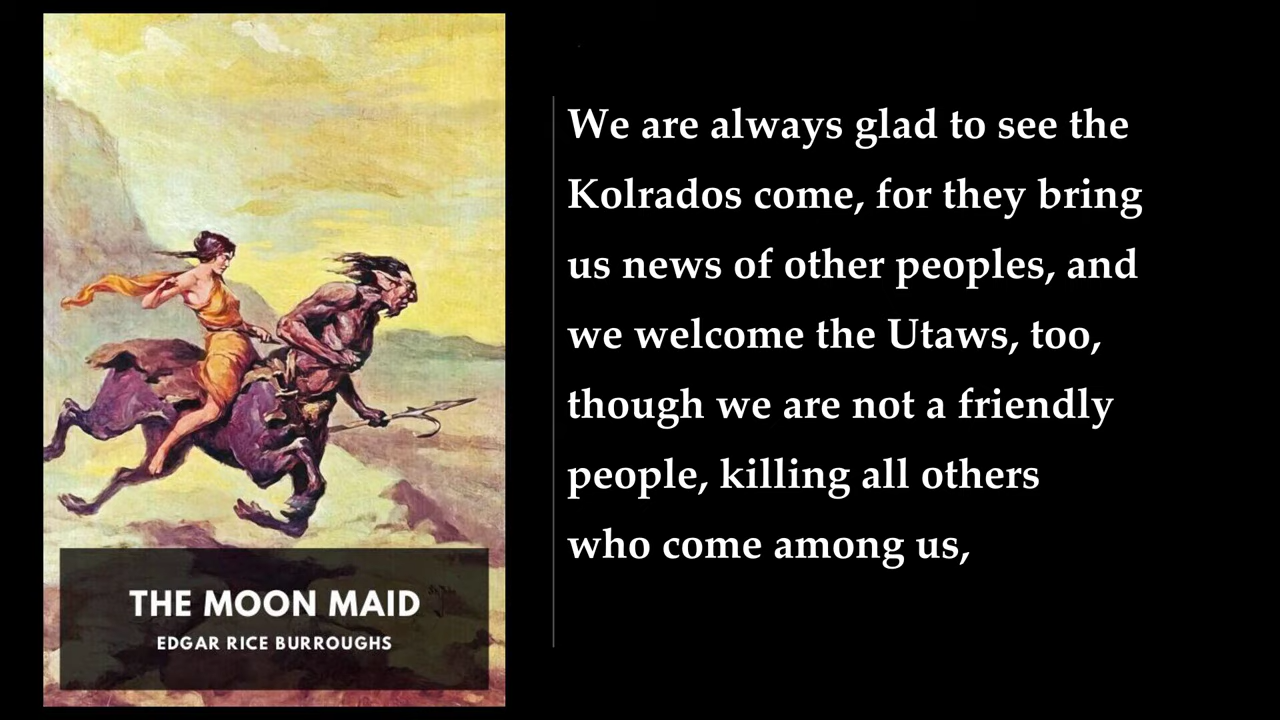 THE MOON MAID
EDGAR RICE BURROUGHS
We are always glad to see the
Kolrados come, for they bring
us news of other peoples, and
we welcome the Utaws, too,
though we are not a friendly
people, killing all others
who come among us,